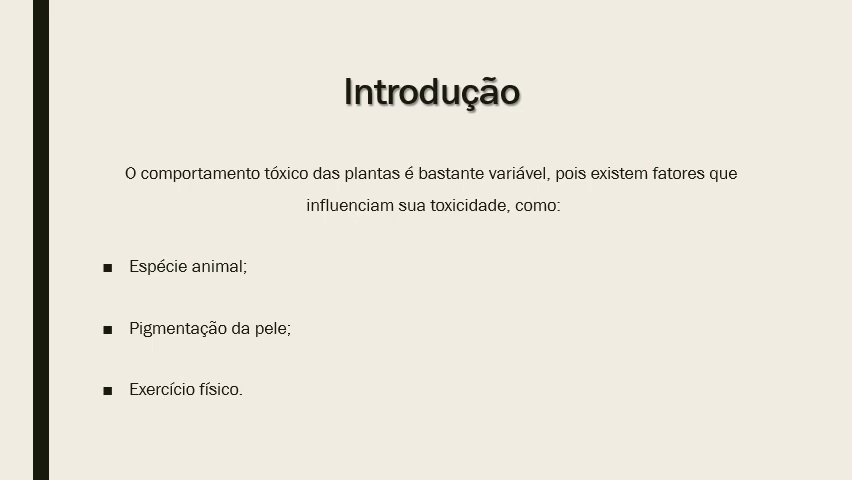 Introdução
O comportamento tóxico das plantas é bastante variável, pois existem fatores que
influenciam sua toxicidade, como:
■ Espécie animal;
■ Pigmentação da pele;
■ Exercício físico.